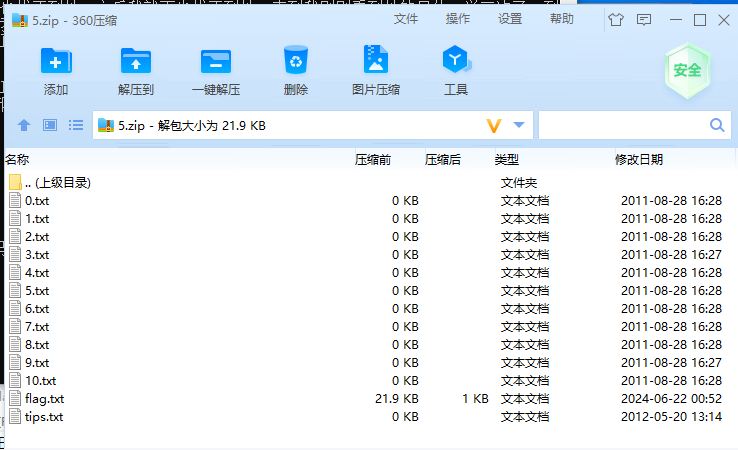 5.zip - 360压缩 文件 操作 设置 帮助
添加 解压到 一键解压 删除 图片压缩 工具 安全
5.zip - 解包大小为 21.9 KB
名称 压缩前 压缩后 类型 修改日期
.. (上级目录) 文件夹
0.txt 0 KB 文本文档 2011-08-28 16:28
1.txt 0 KB 文本文档 2011-08-28 16:28
2.txt 0 KB 文本文档 2011-08-28 16:28
3.txt 0 KB 文本文档 2011-08-28 16:27
4.txt 0 KB 文本文档 2011-08-28 16:28
5.txt 0 KB 文本文档 2011-08-28 16:28
6.txt 0 KB 文本文档 2011-08-28 16:28
7.txt 0 KB 文本文档 2011-08-28 16:28
8.txt 0 KB 文本文档 2011-08-28 16:28
9.txt 0 KB 文本文档 2011-08-28 16:27
10.txt 0 KB 文本文档 2011-08-28 16:28
flag.txt 21.9 KB 1 KB 文本文档 2024-06-22 00:52
tips.txt 0 KB 文本文档 2012-05-20 13:14